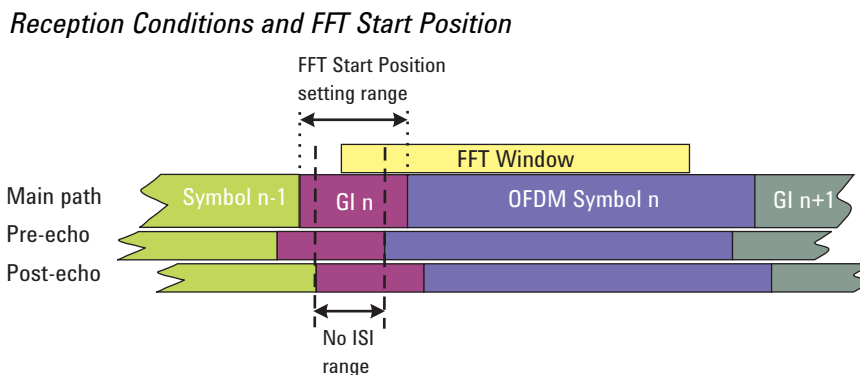 Reception Conditions and FFT Start Position
FFT Start Position
setting range
FFT Window
Main path
Symbol n-1
GI n
OFDM Symbol n
GI n+1
Pre-echo
Post-echo
No ISI
range